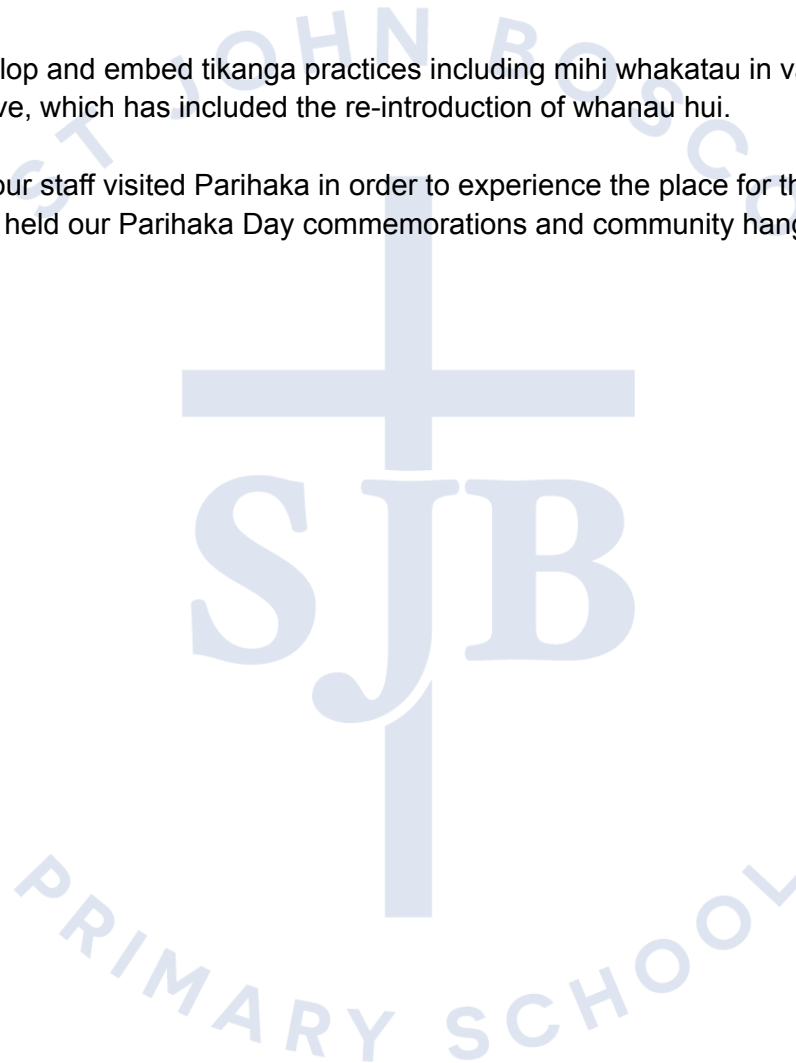 ST JOHN BOSCO
lop and embed tikanga practices including mihi whakatau in va
ve, which has included the re-introduction of whanau hui.
our staff visited Parihaka in order to experience the place for th
held our Parihaka Day commemorations and community hang
SJB
PRIMARY SCHOOL